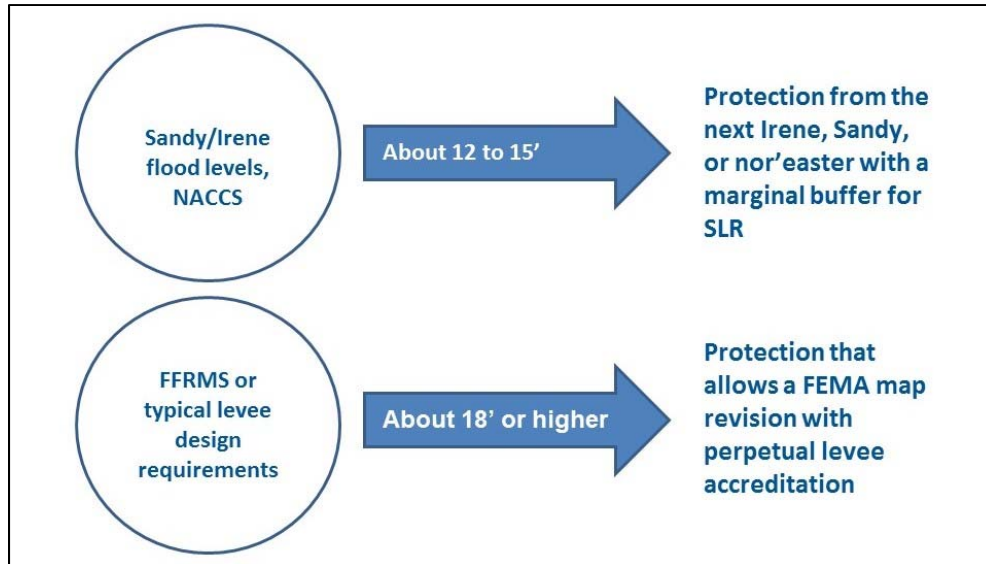 Sandy/Irene
flood levels,
NACCS
About 12 to 15’
Protection from the
next Irene, Sandy,
or nor’easter with a
marginal buffer for
SLR
FFRMS or
typical levee
design
requirements
About 18’ or higher
Protection that
allows a FEMA map
revision with
perpetual levee
accreditation